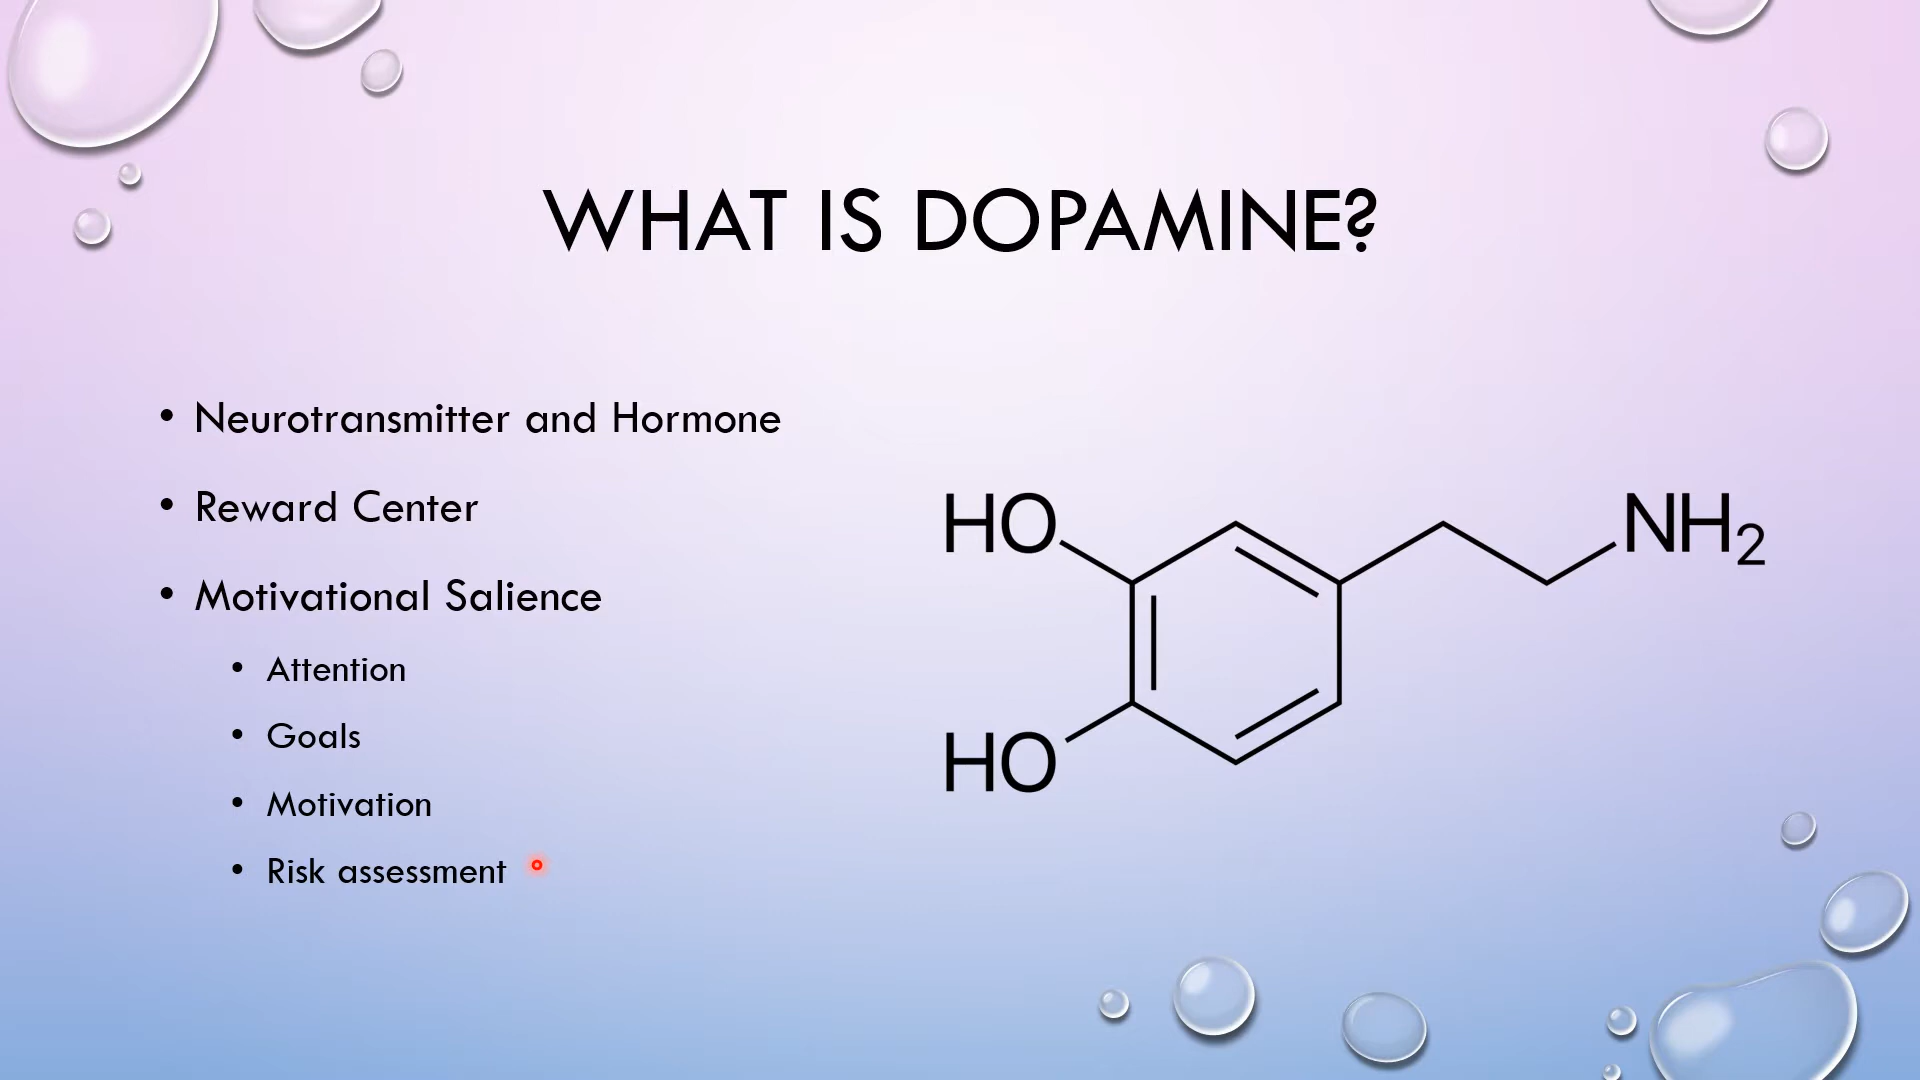 WHAT IS DOPAMINE?
• Neurotransmitter and Hormone
• Reward Center
• Motivational Salience
• Attention
• Goals
• Motivation
• Risk assessment
HO
NH₂
HO